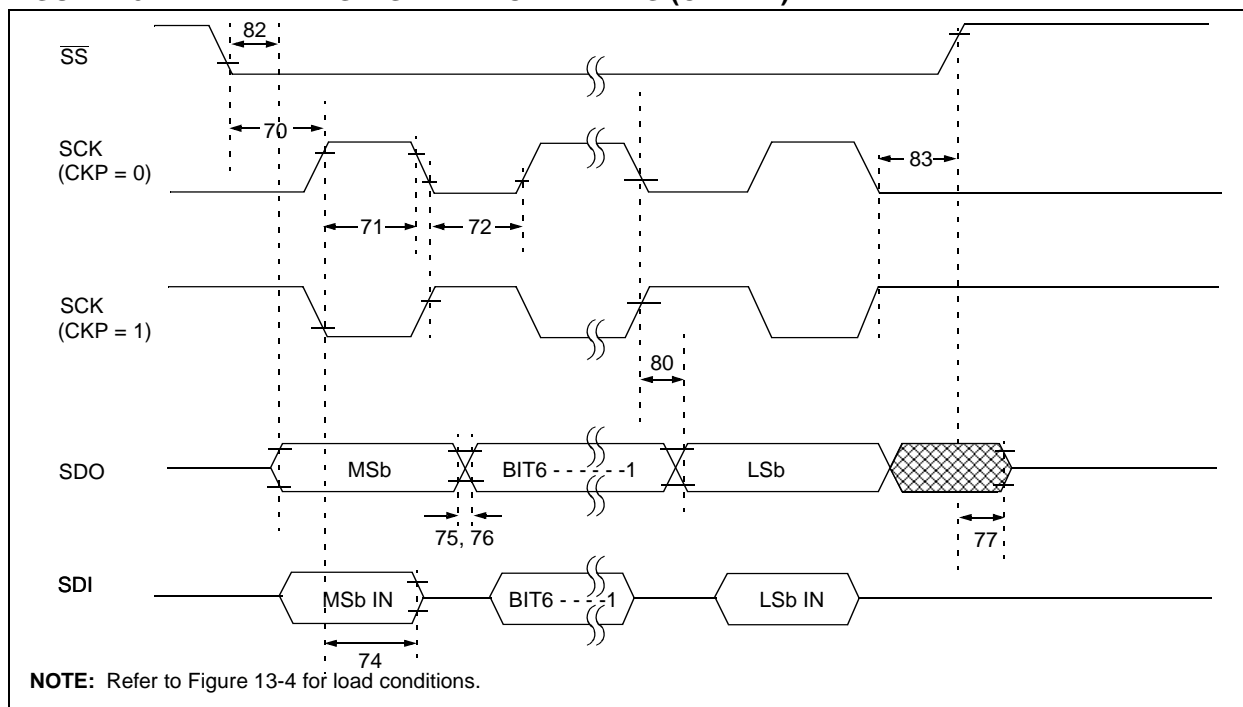 82
SS
70
SCK
(CKP = 0)
83
71
72
SCK
(CKP = 1)
80
SDO
MSb
BIT6 - - - - - -1
LSb
75, 76
77
SDI
MSb IN
BIT6 - - - -1
LSb IN
74
NOTE: Refer to Figure 13-4 for load conditions.